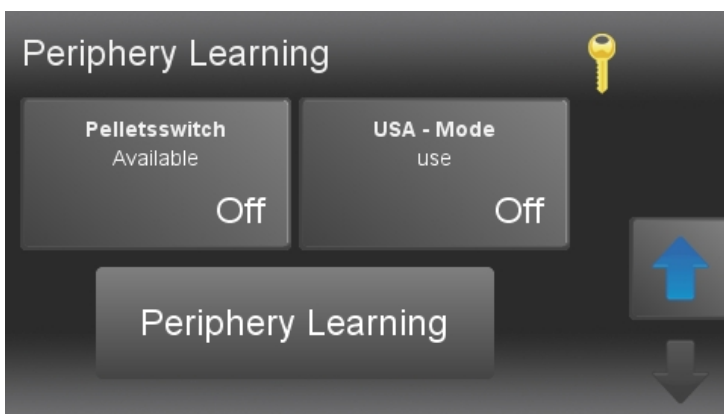 Periphery Learning
Pelletsswitch
Available
Off
USA - Mode
use
Off
Periphery Learning